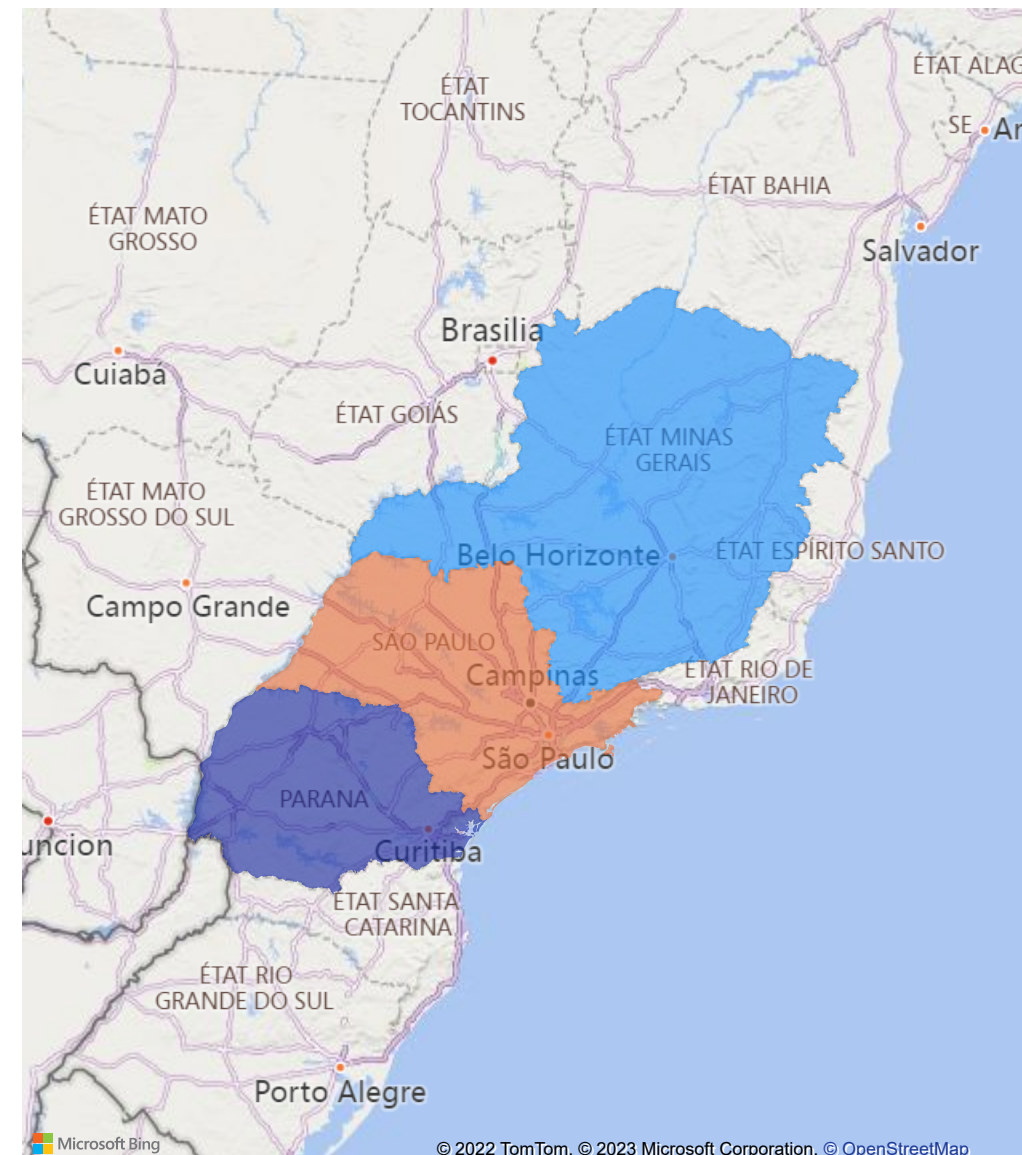 ÉTAT ALAG
ÉTAT
TOCANTINS
SE
Ar
ÉTAT BAHIA
ÉTAT MATO
GROSSO
Salvador
Brasilia
Cuiabá
ÉTAT GOIÁS
ÉTAT MINAS
GERAIS
ÉTAT MATO
GROSSO DO SUL
Belo Horizonte
ÉTAT ESPÍRITO SANTO
Campo Grande
SÃO PAULO
Campinas
ÉTAT RIO DE
JANEIRO
São Paulo
PARANA
uncion
Curitiba
ÉTAT SANTA
CATARINA
ÉTAT RIO
GRANDE DO SUL
Porto Alegre
Microsoft Bing
© 2022 TomTom, © 2023 Microsoft Corporation, © OpenStreetMap